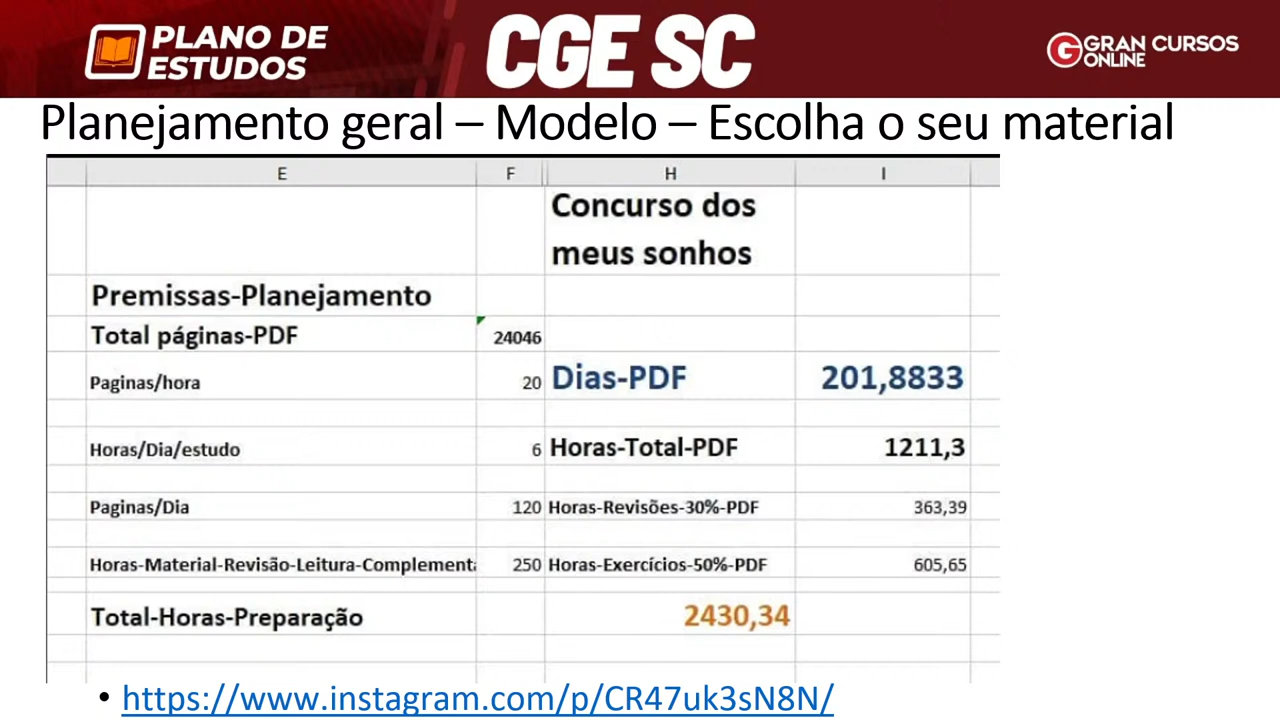 PLANO DE
ESTUDOS
CGE SC
GRAN CURSOS
ONLINE
Planejamento geral – Modelo – Escolha o seu material
E F H I
Concurso dos
meus sonhos
Premissas-Planejamento
Total páginas-PDF 24046
Paginas/hora 20 Dias-PDF 201,8833
Horas/Dia/estudo 6 Horas-Total-PDF 1211,3
Paginas/Dia 120 Horas-Revisões-30%-PDF 363,39
Horas-Material-Revisão-Leitura-Complementa 250 Horas-Exercícios-50%-PDF 605,65
Total-Horas-Preparação 2430,34
• https://www.instagram.com/p/CR47uk3sN8N/